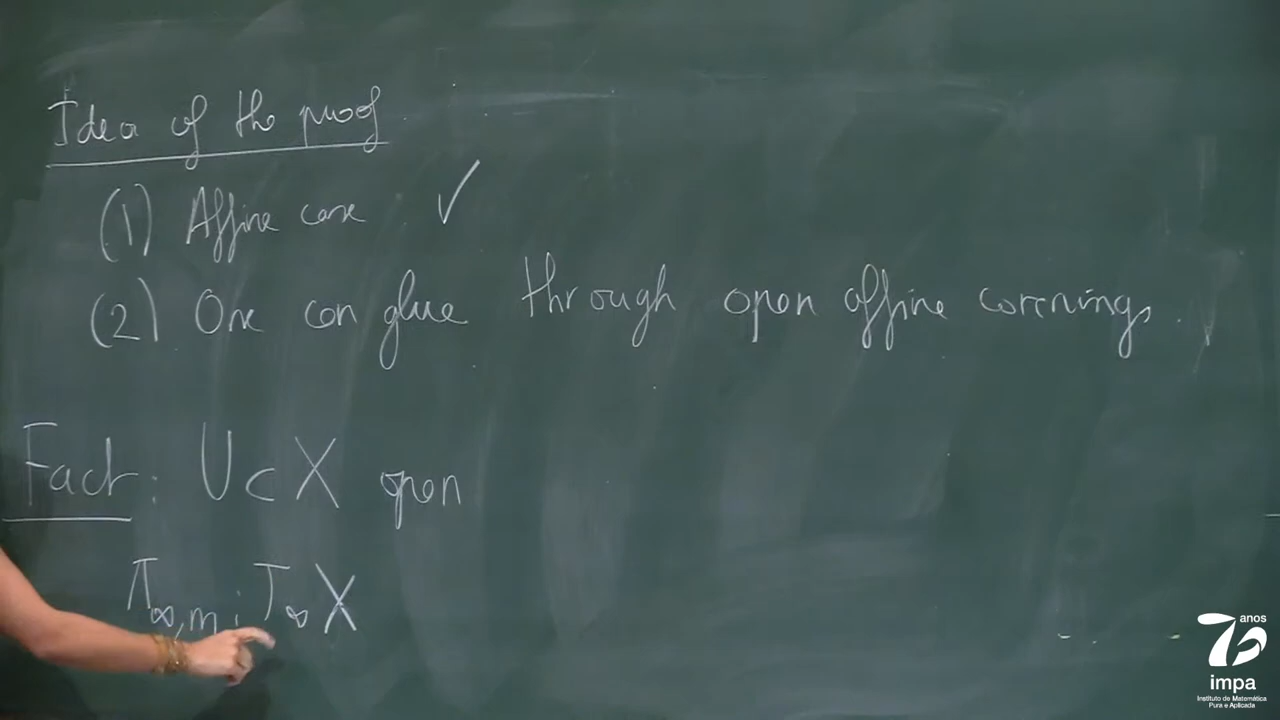 Idea of the proof
(1) Affine case ✓
(2) One can glue through open affine coverings.
Fact: U ⊂ X open
π∞,m : J∞ X
7 anos
impa
Instituto de Matemática
Pura e Aplicada